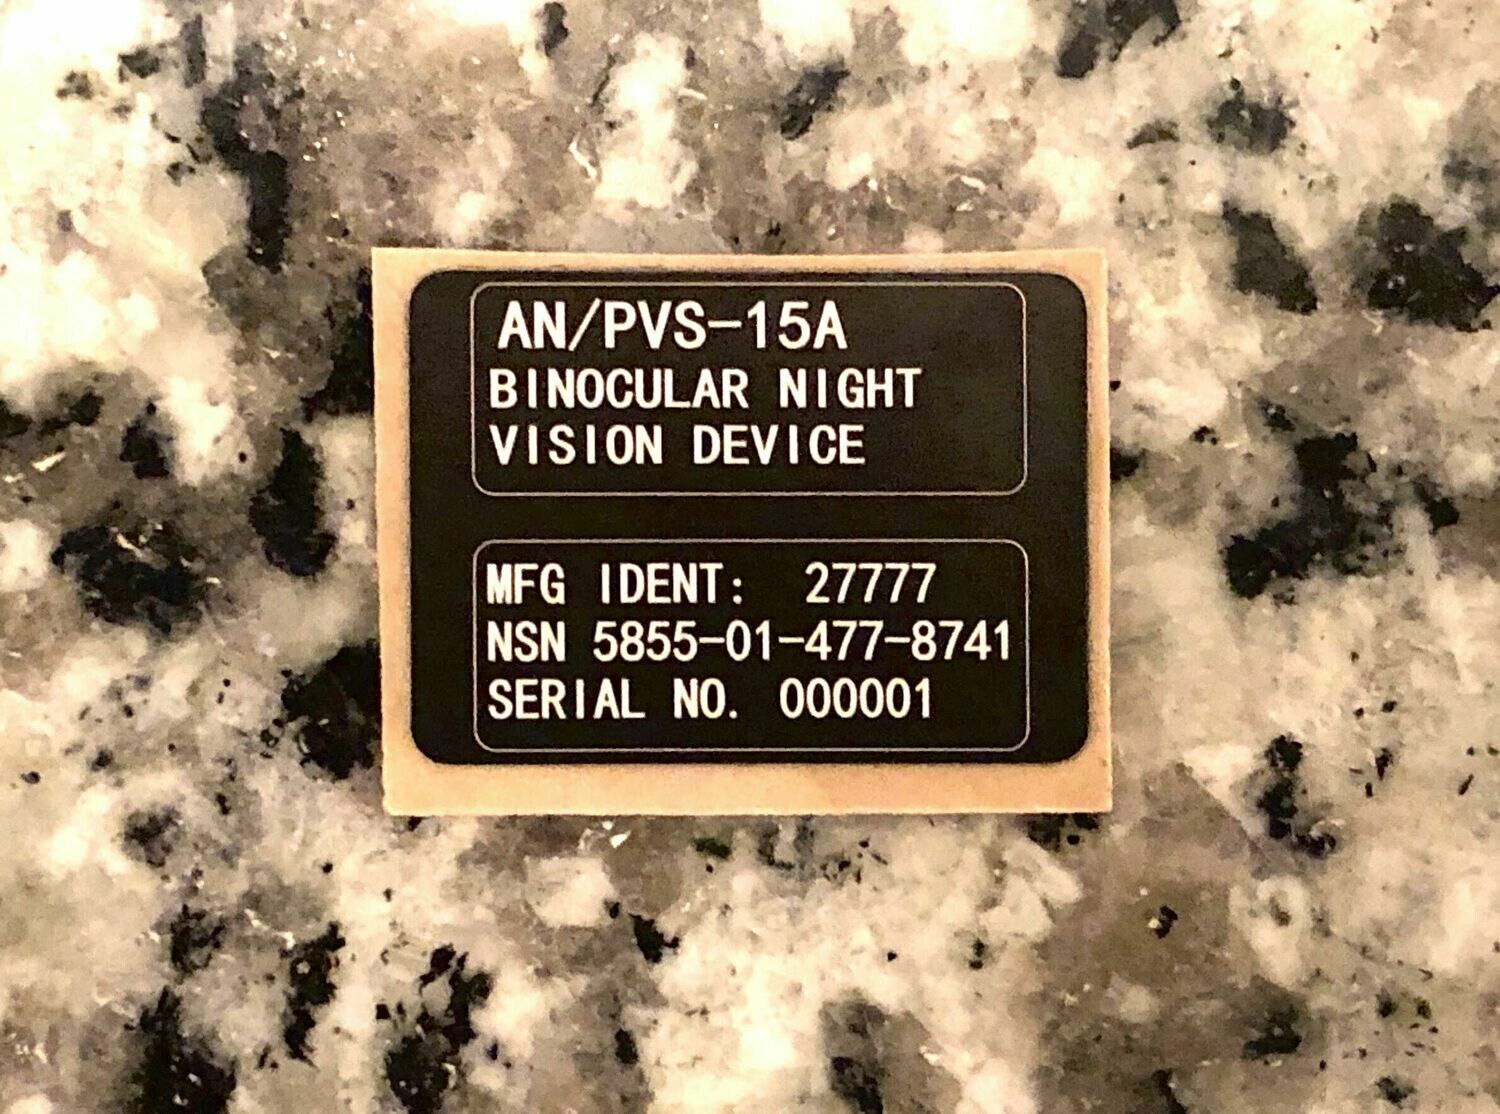 AN/PVS-15A
BINOCULAR NIGHT
VISION DEVICE
MFG IDENT: 27777
NSN 5855-01-477-8741
SERIAL NO. 000001